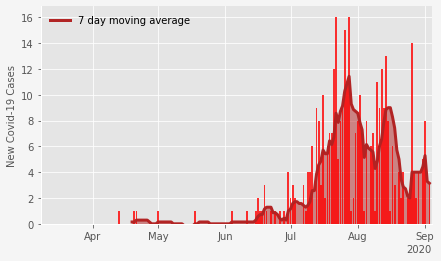 7 day moving average
New Covid-19 Cases
16
14
12
10
8
6
4
2
0
Apr
May
Jun
Jul
Aug
Sep
2020